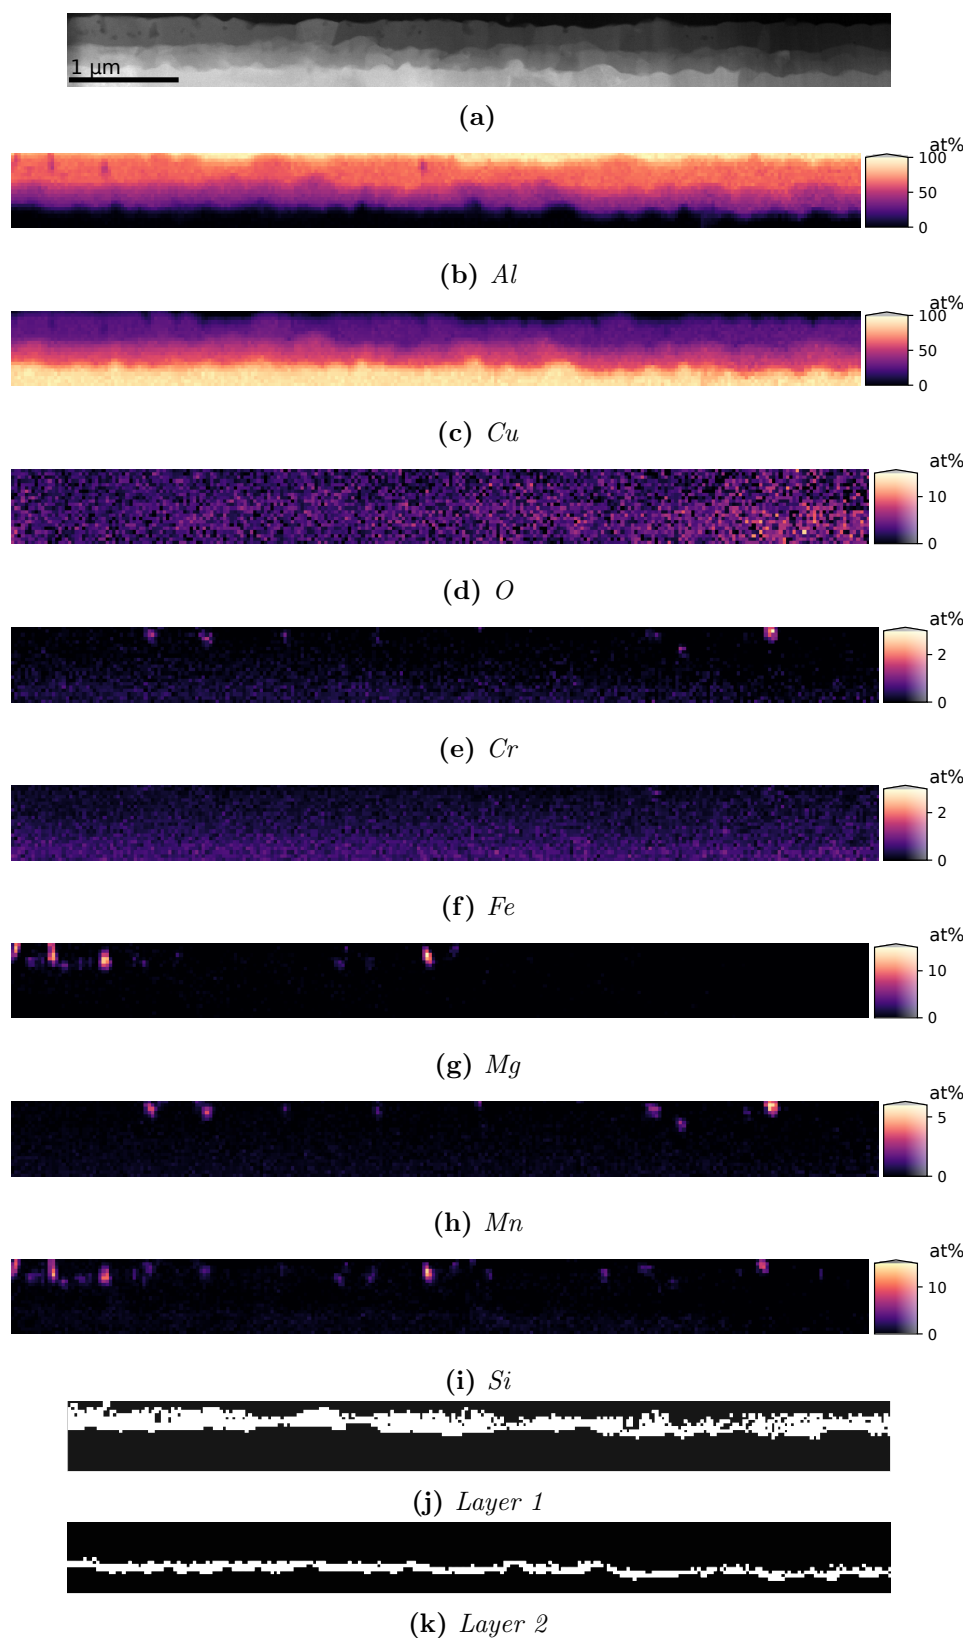 1 µm
(a)
at%
100
50
0
(b) Al
at%
100
50
0
(c) Cu
at%
10
0
(d) O
at%
2
0
(e) Cr
at%
2
0
(f) Fe
at%
10
0
(g) Mg
at%
5
0
(h) Mn
at%
10
0
(i) Si
(j) Layer 1
(k) Layer 2